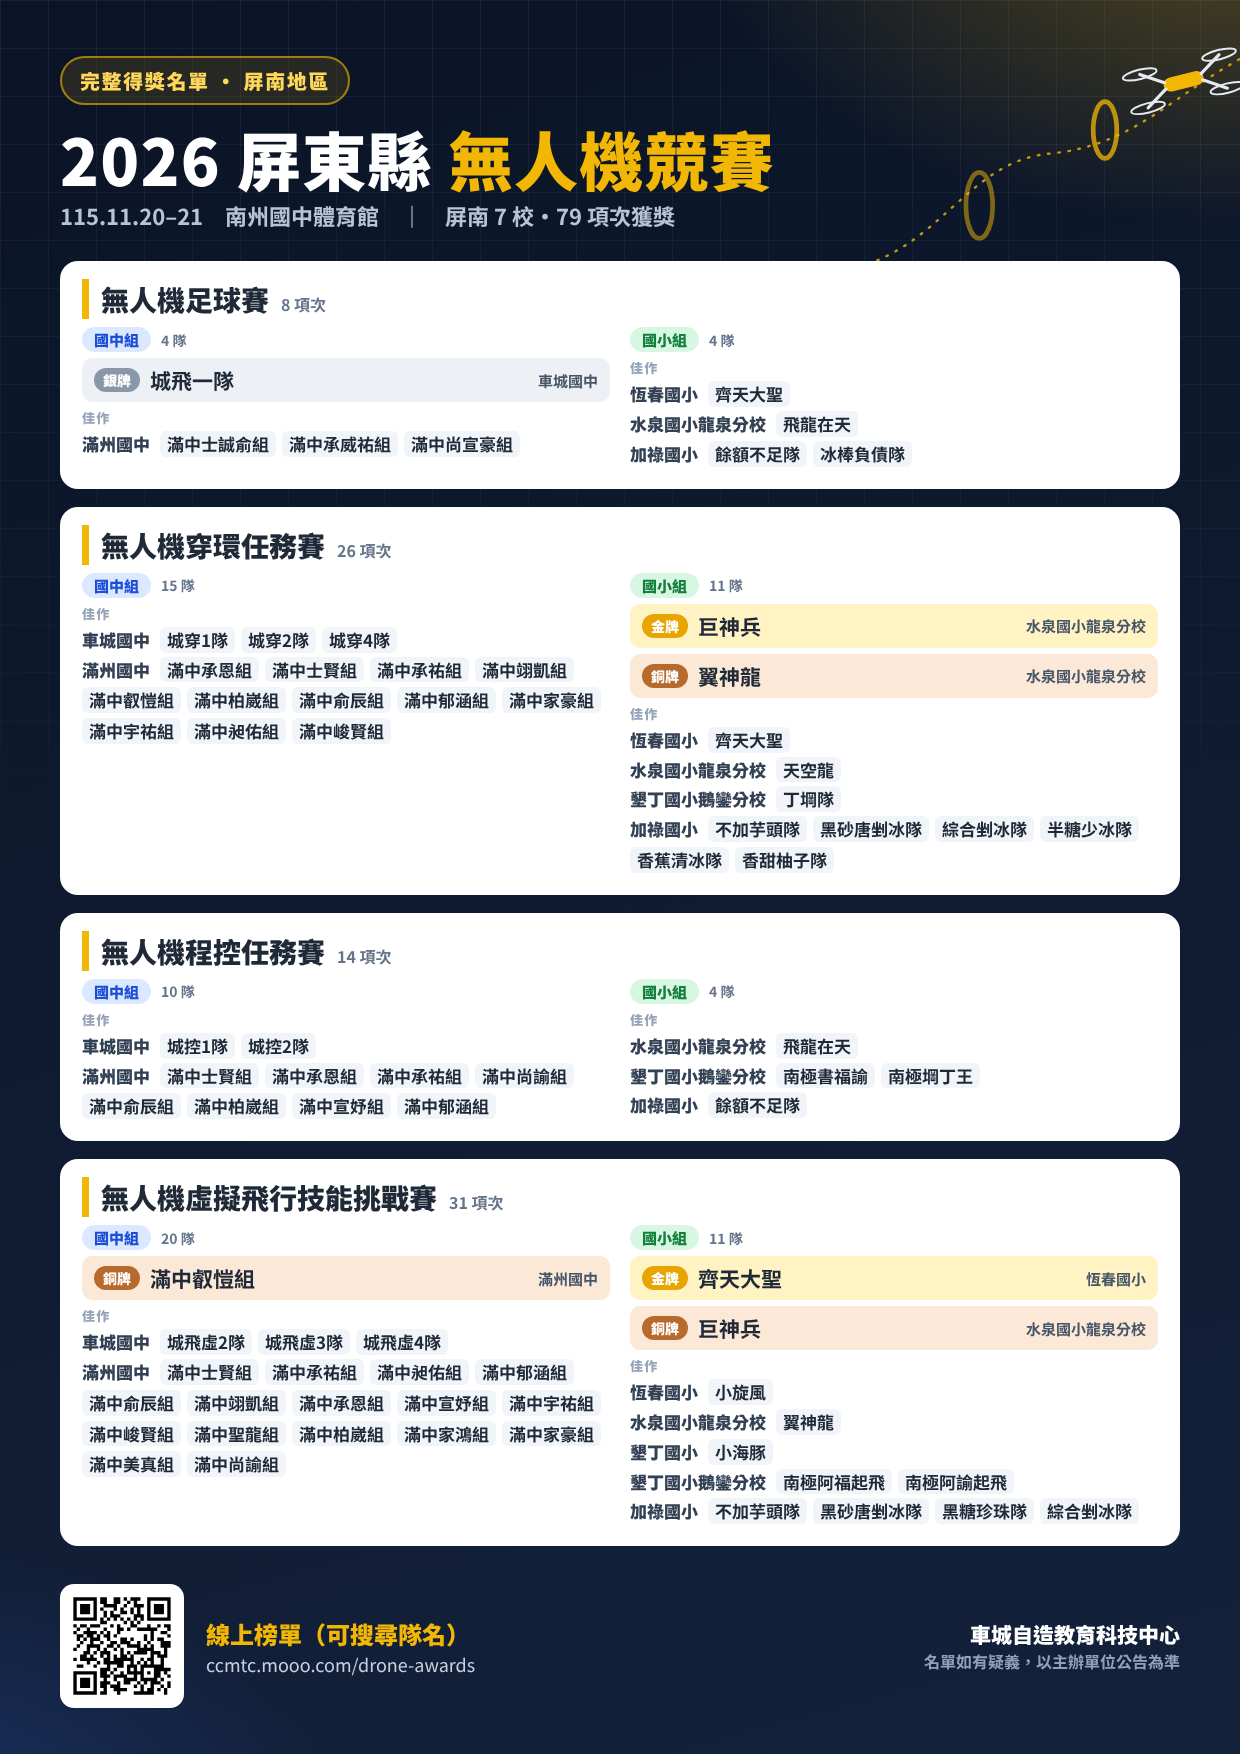 完整得獎名單 • 屏南地區
2026 屏東縣 無人機競賽
115.11.20–21 南州國中體育館 ｜ 屏南 7 校・79 項次獲獎
無人機足球賽 8 項次
國中組 4 隊
銀牌 城飛一隊 車城國中
佳作
滿州國中 滿中士誠俞組 滿中承威祐組 滿中尚宣豪組
國小組 4 隊
佳作
恆春國小 齊天大聖
水泉國小龍泉分校 飛龍在天
加祿國小 餘額不足隊 冰棒負債隊
無人機穿環任務賽 26 項次
國中組 15 隊
佳作
車城國中 城穿1隊 城穿2隊 城穿4隊
滿州國中 滿中承恩組 滿中士賢組 滿中承祐組 滿中翊凱組
滿中叡愷組 滿中柏崴組 滿中俞辰組 滿中郁涵組 滿中家豪組
滿中宇祐組 滿中昶佑組 滿中峻賢組
國小組 11 隊
金牌 巨神兵 水泉國小龍泉分校
銅牌 翼神龍 水泉國小龍泉分校
佳作
恆春國小 齊天大聖
水泉國小龍泉分校 天空龍
墾丁國小鵝鑾分校 丁堈隊
加祿國小 不加芋頭隊 黑砂唐剉冰隊 綜合剉冰隊 半糖少冰隊
香蕉清冰隊 香甜柚子隊
無人機程控任務賽 14 項次
國中組 10 隊
佳作
車城國中 城控1隊 城控2隊
滿州國中 滿中士賢組 滿中承恩組 滿中承祐組 滿中尚諭組
滿中俞辰組 滿中柏崴組 滿中宣妤組 滿中郁涵組
國小組 4 隊
佳作
水泉國小龍泉分校 飛龍在天
墾丁國小鵝鑾分校 南極書福諭 南極堈丁王
加祿國小 餘額不足隊
無人機虛擬飛行技能挑戰賽 31 項次
國中組 20 隊
銅牌 滿中叡愷組 滿州國中
佳作
車城國中 城飛虛2隊 城飛虛3隊 城飛虛4隊
滿州國中 滿中士賢組 滿中承祐組 滿中昶佑組 滿中郁涵組
滿中俞辰組 滿中翊凱組 滿中承恩組 滿中宣妤組 滿中宇祐組
滿中峻賢組 滿中聖龍組 滿中柏崴組 滿中家鴻組 滿中家豪組
滿中美真組 滿中尚諭組
國小組 11 隊
金牌 齊天大聖 恆春國小
銅牌 巨神兵 水泉國小龍泉分校
佳作
恆春國小 小旋風
水泉國小龍泉分校 翼神龍
墾丁國小 小海豚
墾丁國小鵝鑾分校 南極阿福起飛 南極阿諭起飛
加祿國小 不加芋頭隊 黑砂唐剉冰隊 黑糖珍珠隊 綜合剉冰隊
線上榜單（可搜尋隊名）
ccmtc.mooo.com/drone-awards
車城自造教育科技中心
名單如有疑義，以主辦單位公告為準